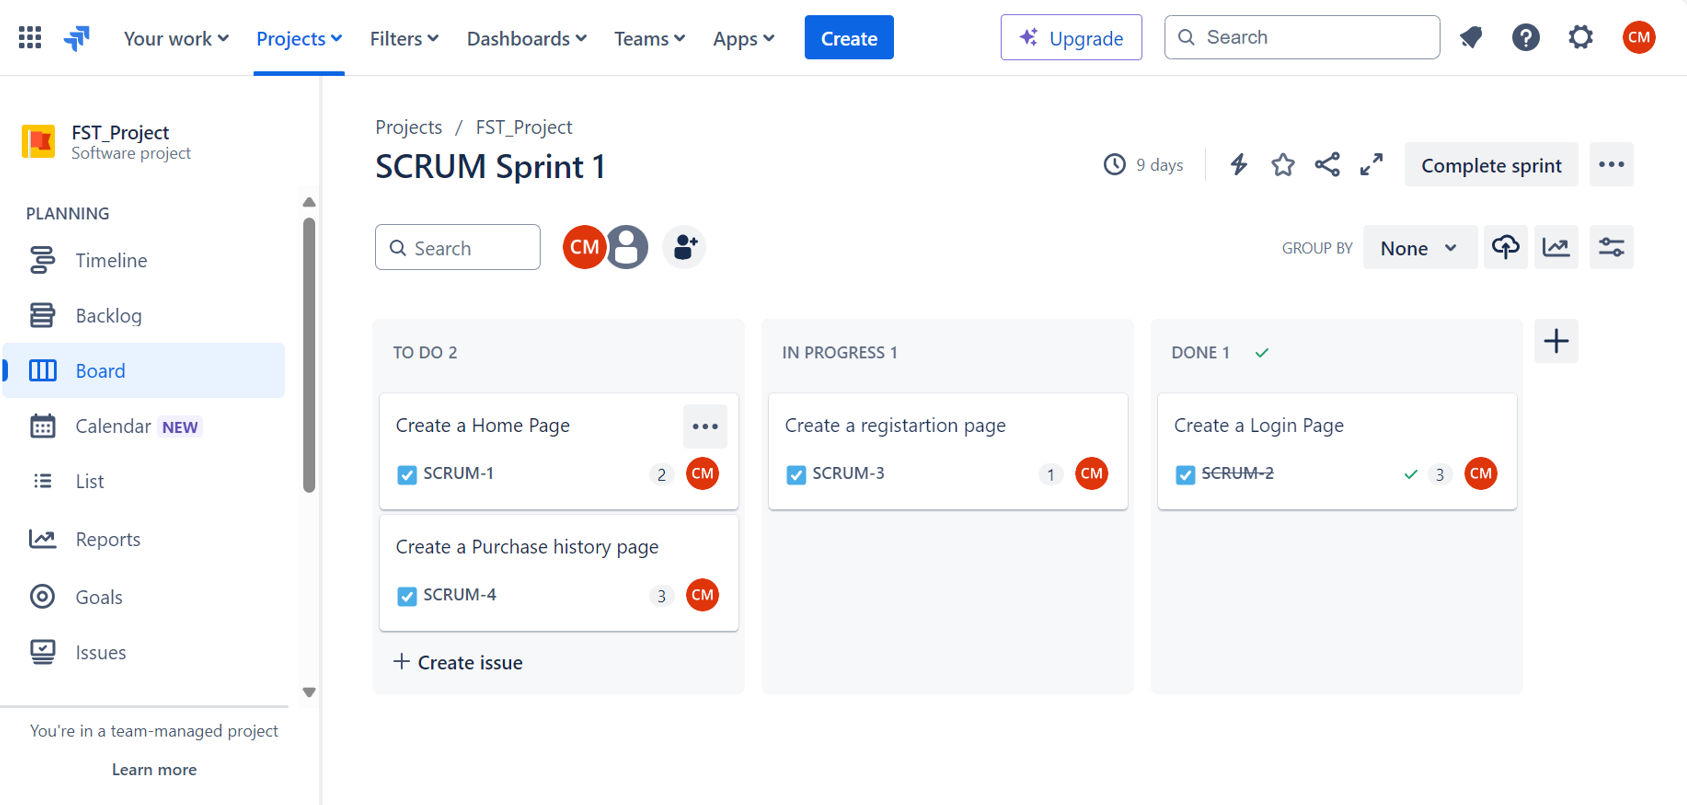 Your work Projects Filters Dashboards Teams Apps Create Upgrade Search CM
FST_Project
Software project
PLANNING
Timeline
Backlog
Board
Calendar NEW
List
Reports
Goals
Issues
You're in a team-managed project
Learn more
Projects / FST_Project
SCRUM Sprint 1
9 days
Complete sprint
Search
CM
GROUP BY None
TO DO 2
Create a Home Page
SCRUM-1 2 CM
Create a Purchase history page
SCRUM-4 3 CM
+ Create issue
IN PROGRESS 1
Create a registartion page
SCRUM-3 1 CM
DONE 1
Create a Login Page
SCRUM-2 3 CM